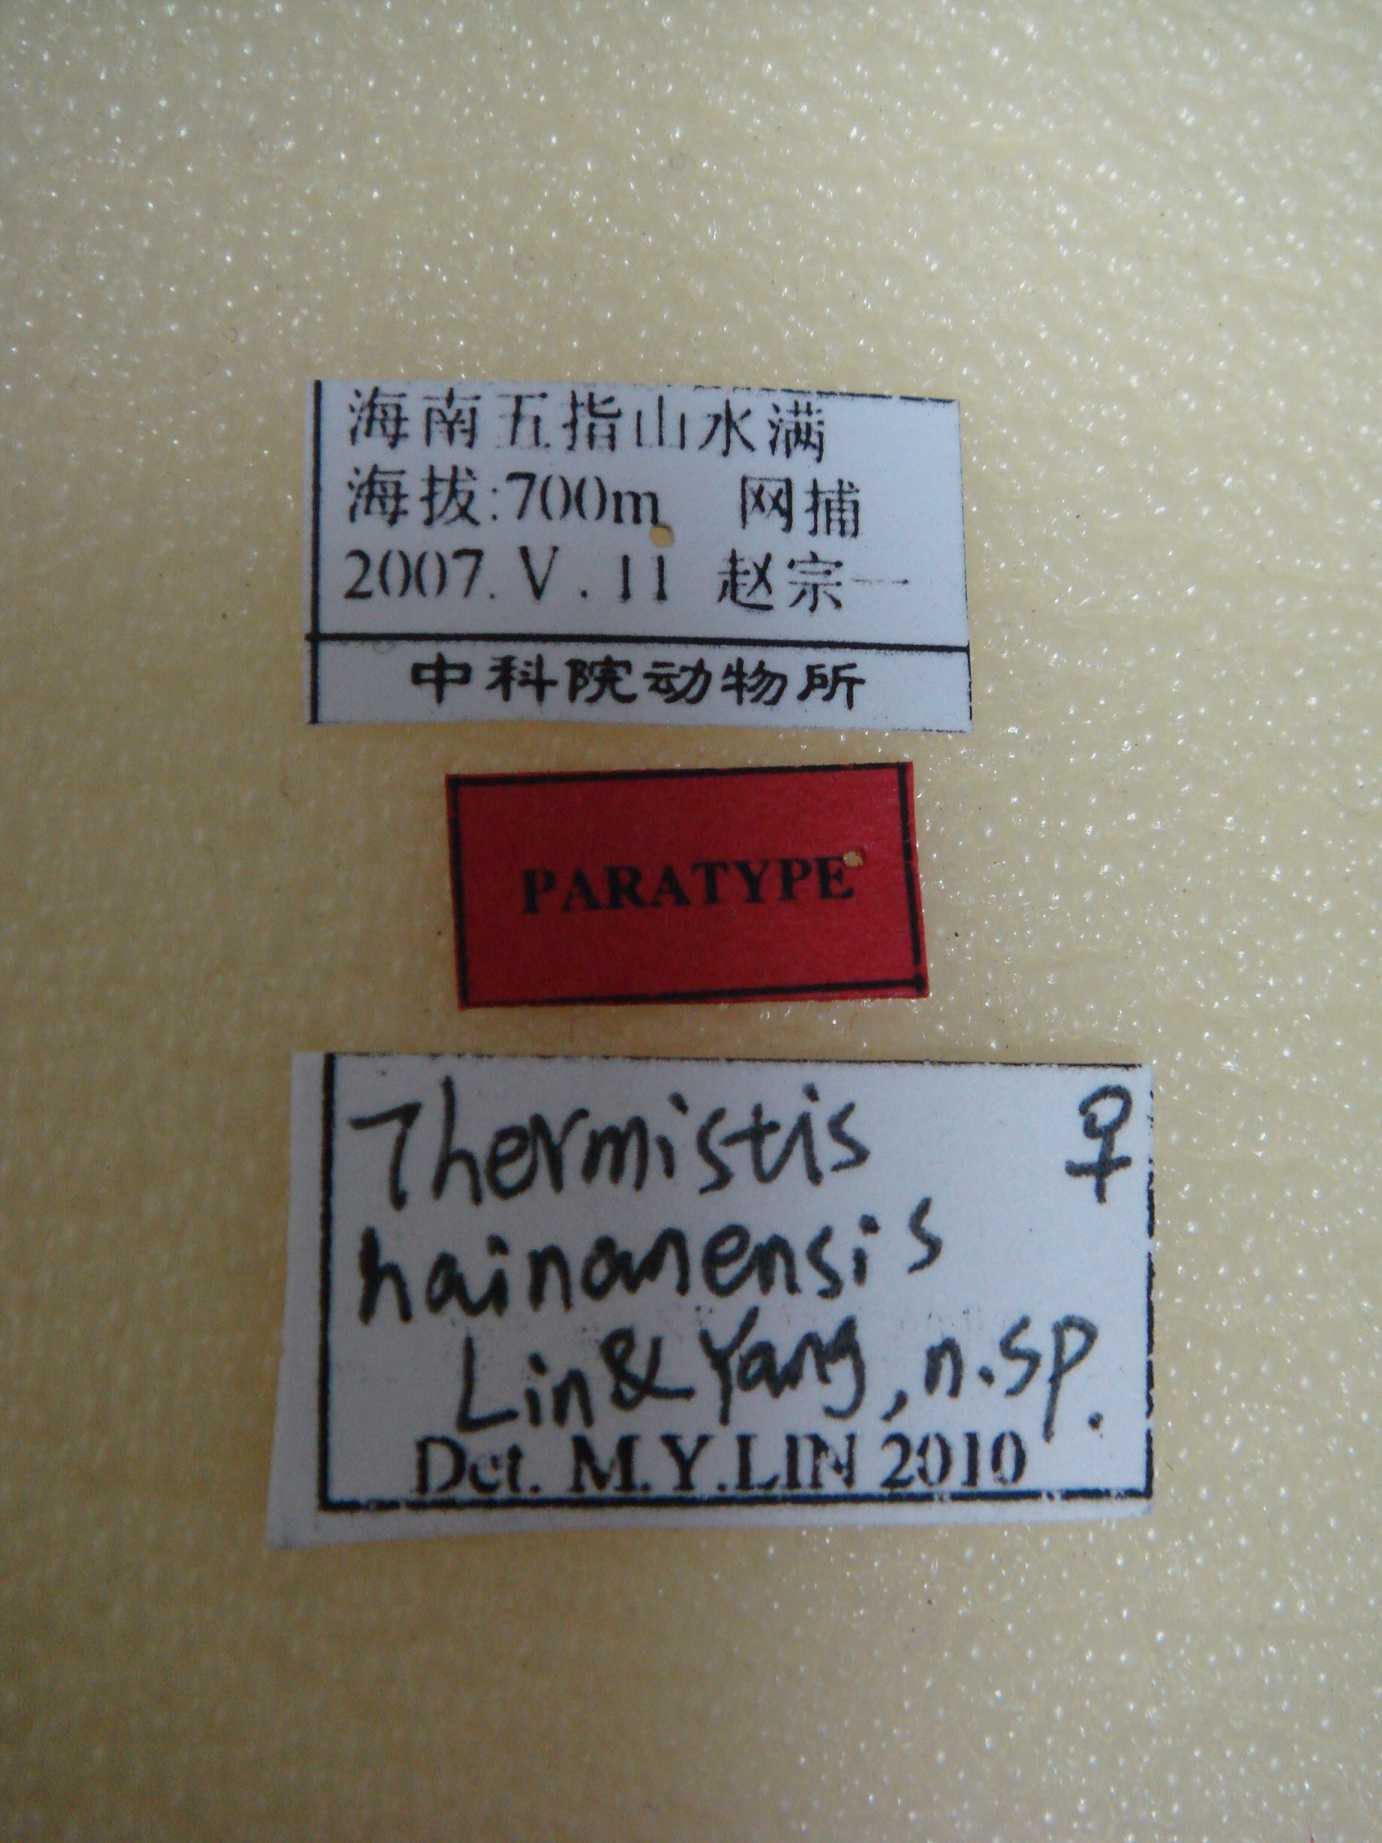 海南五指山水满
海拔:700m 网捕
2007.V.11 赵宗一
中科院动物所
PARATYPE
Thermistis ♀
hainanensis
Lin & Yang, n.sp.
Det. M.Y.LIN 2010